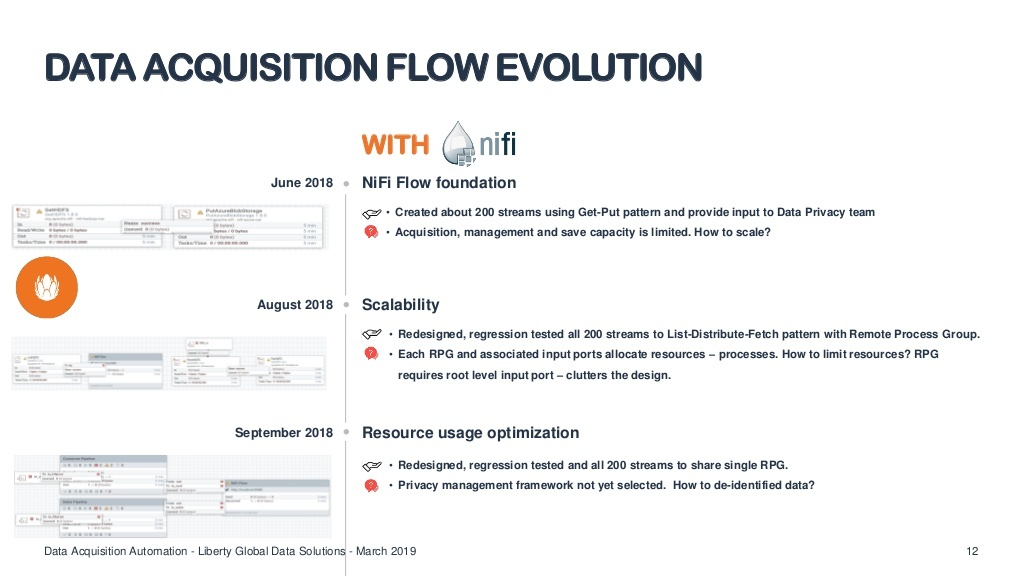 DATA ACQUISITION FLOW EVOLUTION
WITH nifi
June 2018
NiFi Flow foundation
• Created about 200 streams using Get-Put pattern and provide input to Data Privacy team
• Acquisition, management and save capacity is limited. How to scale?
August 2018
Scalability
• Redesigned, regression tested all 200 streams to List-Distribute-Fetch pattern with Remote Process Group.
• Each RPG and associated input ports allocate resources – processes. How to limit resources? RPG
requires root level input port – clutters the design.
September 2018
Resource usage optimization
• Redesigned, regression tested and all 200 streams to share single RPG.
• Privacy management framework not yet selected.  How to de-identified data?
Data Acquisition Automation - Liberty Global Data Solutions - March 2019
12